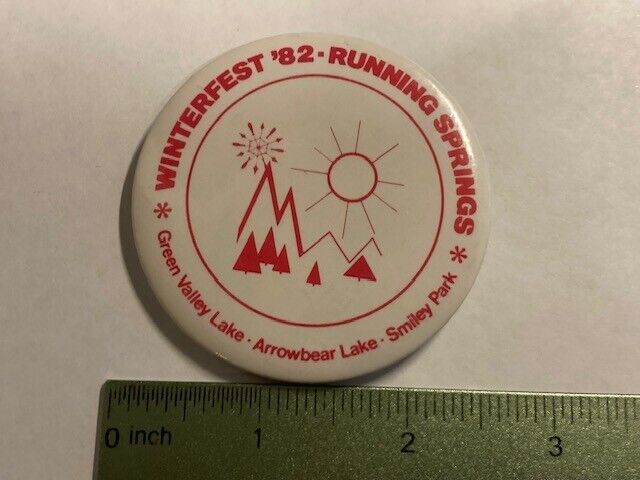 * WINTERFEST '82 · RUNNING SPRINGS *
Green Valley Lake · Arrowbear Lake · Smiley Park
0 inch 1 2 3